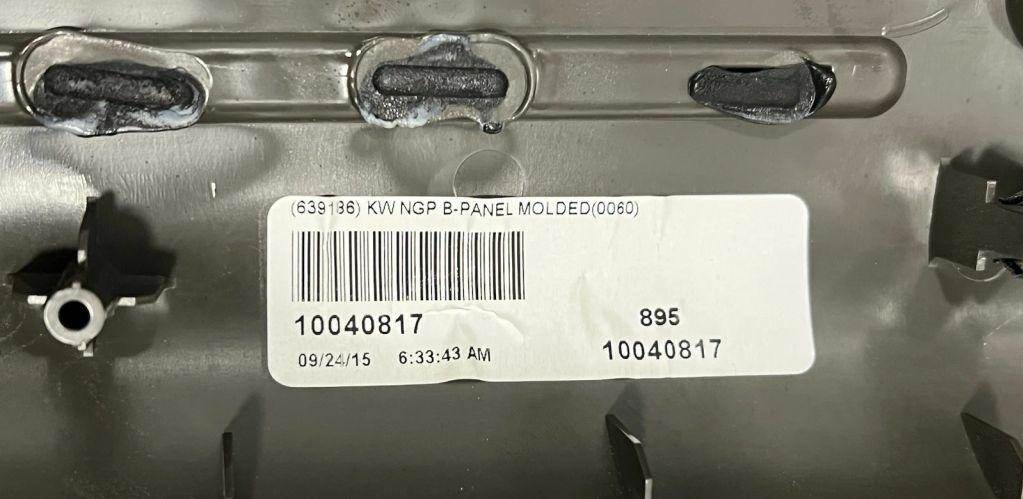 (639186) KW NGP B-PANEL MOLDED(0060)
10040817
895
09/24/15 6:33:43 AM
10040817